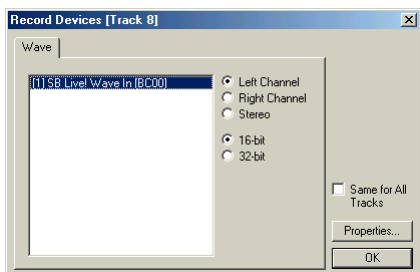 Record Devices [Track 8]
Wave
[1] SB Live! Wave In [BC00]
Left Channel
Right Channel
Stereo
16-bit
32-bit
Same for All
Tracks
Properties...
OK